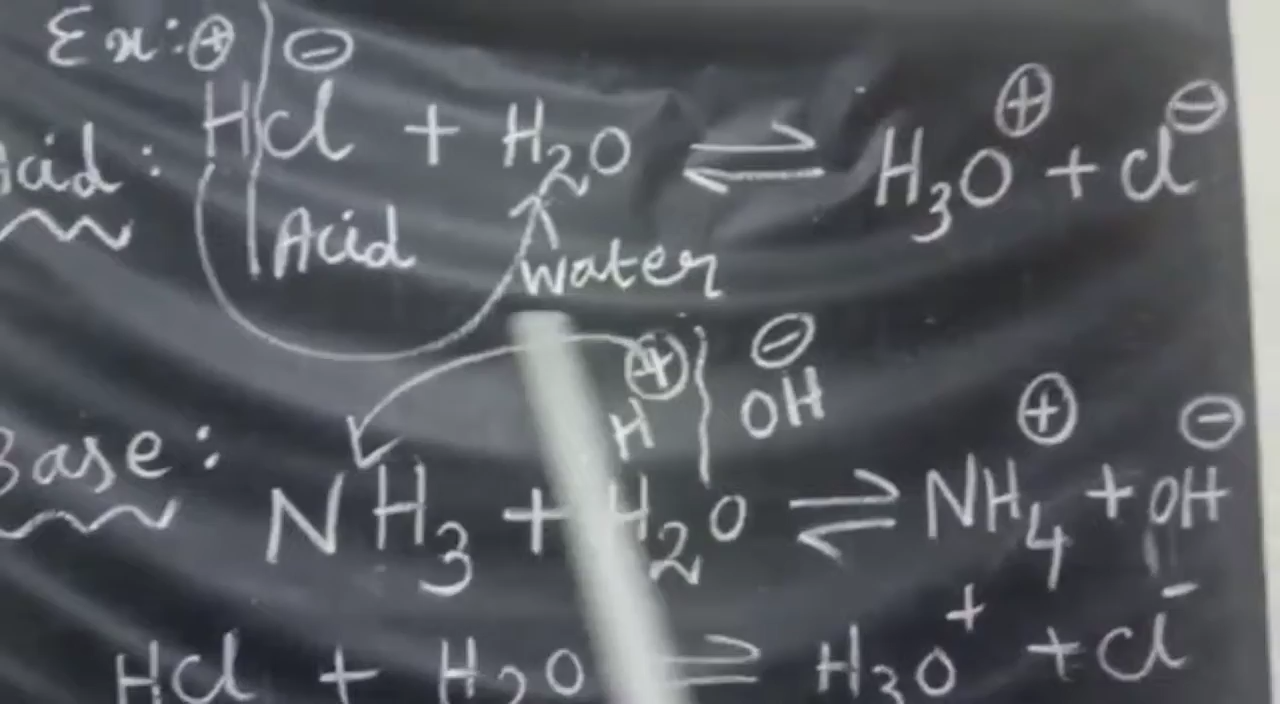 Ex: ⊕ ⊖
Acid: HCl + H₂O ⇌ H₃O⊕ + Cl⊖
Acid
Water
⊕ ⊖
H OH
Base: NH₃ + H₂O ⇌ NH₄⊕ + OH⊖
HCl + H₂O ⇌ H₃O⁺ + Cl⁻